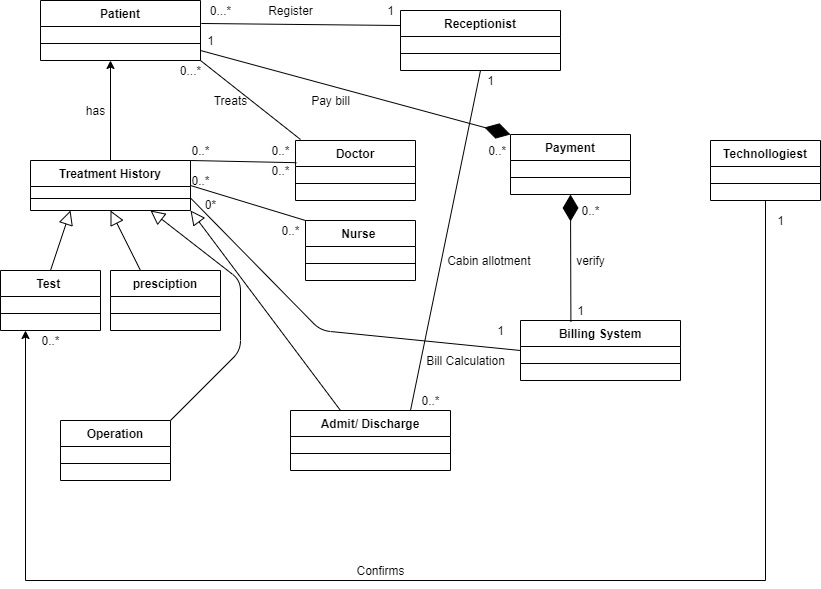 Patient
0...*
Register
1
Receptionist
1
0...*
1
Treats
Pay bill
has
0..*
0..*
0..*
Doctor
0..*
Payment
Technollogiest
Treatment History
0..*
0*
0..*
1
0..*
Nurse
Cabin allotment
verify
Test
presciption
1
1
Billing System
0..*
Bill Calculation
0..*
Operation
Admit/ Discharge
Confirms